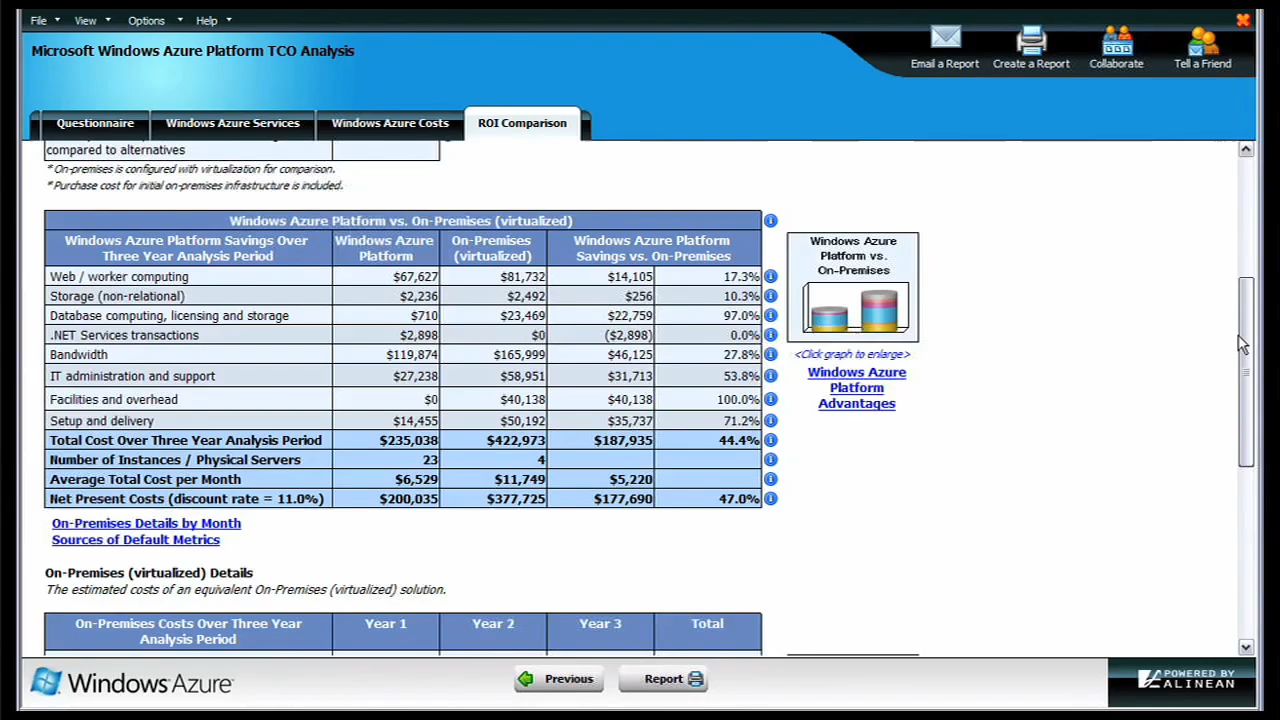 File View Options Help
Microsoft Windows Azure Platform TCO Analysis
Email a Report Create a Report Collaborate Tell a Friend
Questionnaire Windows Azure Services Windows Azure Costs ROI Comparison
compared to alternatives
* On-premises is configured with virtualization for comparison.
* Purchase cost for initial on-premises infrastructure is included.
Windows Azure Platform vs. On-Premises (virtualized)
Windows Azure Platform Savings Over Three Year Analysis Period Windows Azure Platform On-Premises (virtualized) Windows Azure Platform Savings vs. On-Premises
Web / worker computing $67,627 $81,732 $14,105 17.3%
Storage (non-relational) $2,236 $2,492 $256 10.3%
Database computing, licensing and storage $710 $23,469 $22,759 97.0%
.NET Services transactions $2,898 $0 ($2,898) 0.0%
Bandwidth $119,874 $165,999 $46,125 27.8%
IT administration and support $27,238 $58,951 $31,713 53.8%
Facilities and overhead $0 $40,138 $40,138 100.0%
Setup and delivery $14,455 $50,192 $35,737 71.2%
Total Cost Over Three Year Analysis Period $235,038 $422,973 $187,935 44.4%
Number of Instances / Physical Servers 23 4
Average Total Cost per Month $6,529 $11,749 $5,220
Net Present Costs (discount rate = 11.0%) $200,035 $377,725 $177,690 47.0%
Windows Azure
Platform vs.
On-Premises
<Click graph to enlarge>
Windows Azure
Platform
Advantages
On-Premises Details by Month
Sources of Default Metrics
On-Premises (virtualized) Details
The estimated costs of an equivalent On-Premises (virtualized) solution.
On-Premises Costs Over Three Year Analysis Period Year 1 Year 2 Year 3 Total
Windows Azure
Previous Report
POWERED BY
ALINEAN